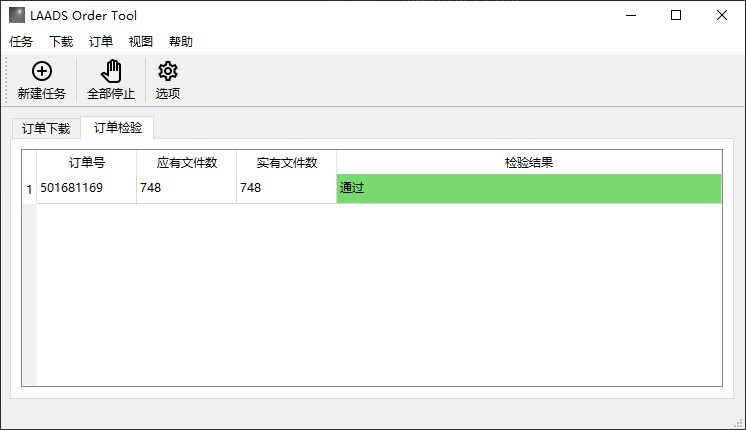 LAADS Order Tool
任务 下载 订单 视图 帮助
新建任务 全部停止 选项
订单下载 订单检验
订单号 应有文件数 实有文件数 检验结果
1 501681169 748 748 通过